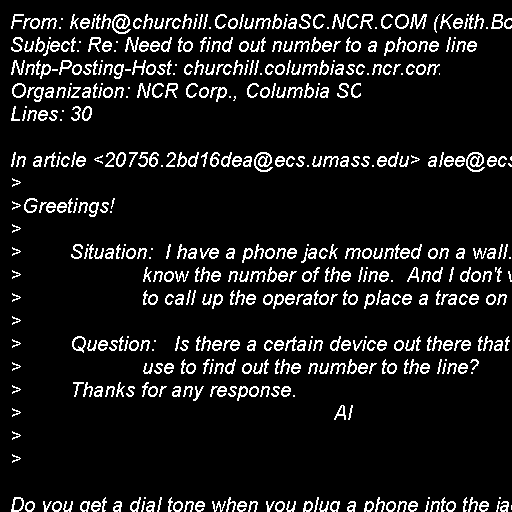 From: keith@churchill.ColumbiaSC.NCR.COM (Keith.Bo
Subject: Re: Need to find out number to a phone line
Nntp-Posting-Host: churchill.columbiasc.ncr.com
Organization: NCR Corp., Columbia SC
Lines: 30

In article <20756.2bd16dea@ecs.umass.edu> alee@ecs
>
>Greetings!
>
> Situation: I have a phone jack mounted on a wall.
> know the number of the line. And I don't
> to call up the operator to place a trace on
>
> Question: Is there a certain device out there that
> use to find out the number to the line?
> Thanks for any response.
> Al
>
>

Do you get a dial tone when you plug a phone into the